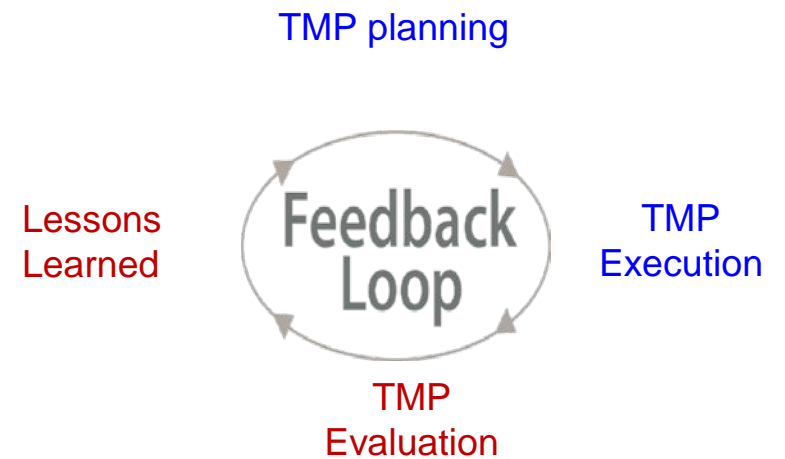 TMP planning
Lessons
Learned
Feedback
Loop
TMP
Execution
TMP
Evaluation